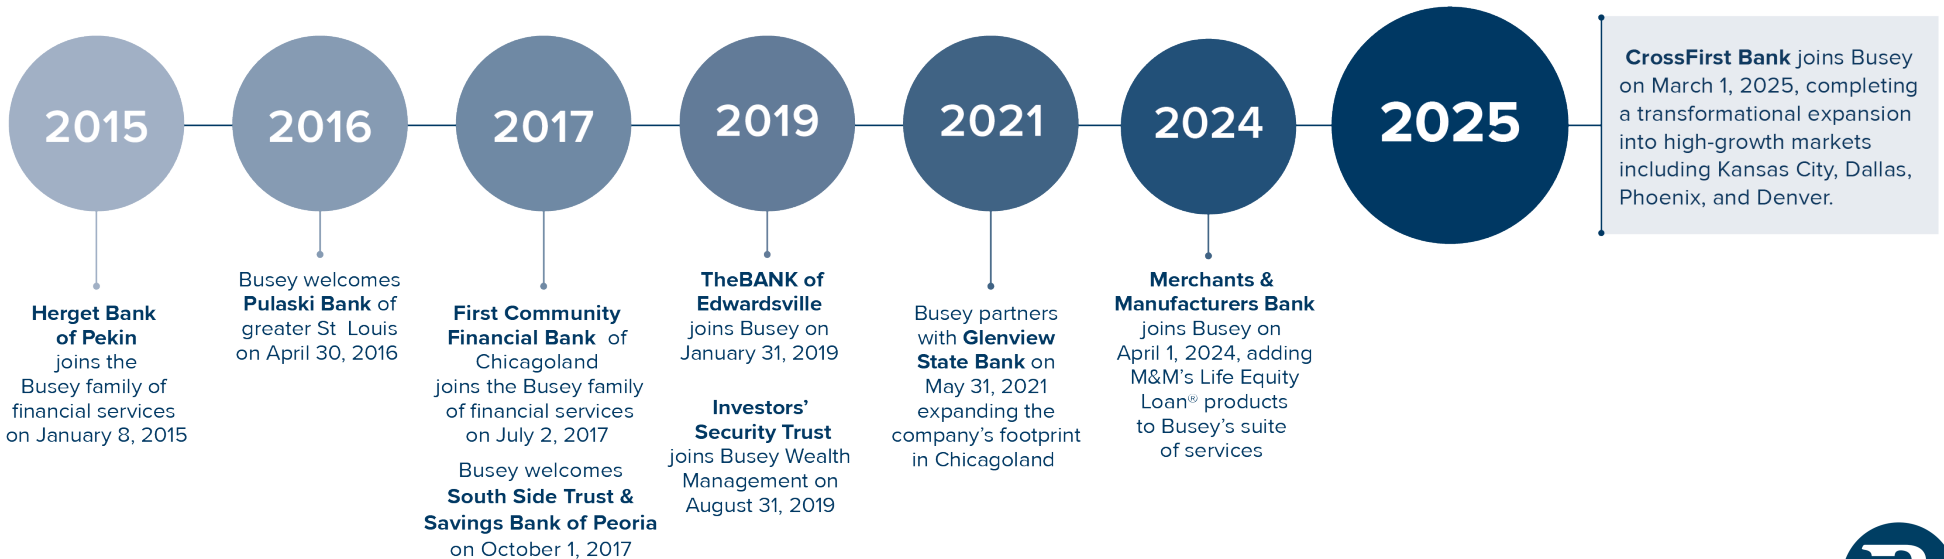 2015
Herget Bank
of Pekin
joins the
Busey family of
financial services
on January 8, 2015
2016
Busey welcomes
Pulaski Bank of
greater St Louis
on April 30, 2016
2017
First Community
Financial Bank of
Chicagoland
joins the Busey family
of financial services
on July 2, 2017
Busey welcomes
South Side Trust &
Savings Bank of Peoria
on October 1, 2017
2019
TheBANK of
Edwardsville
joins Busey on
January 31, 2019
Investors’
Security Trust
joins Busey Wealth
Management on
August 31, 2019
2021
Busey partners
with Glenview
State Bank on
May 31, 2021
expanding the
company’s footprint
in Chicagoland
2024
Merchants &
Manufacturers Bank
joins Busey on
April 1, 2024, adding
M&M’s Life Equity
Loan® products
to Busey’s suite
of services
2025
CrossFirst Bank joins Busey
on March 1, 2025, completing
a transformational expansion
into high-growth markets
including Kansas City, Dallas,
Phoenix, and Denver.